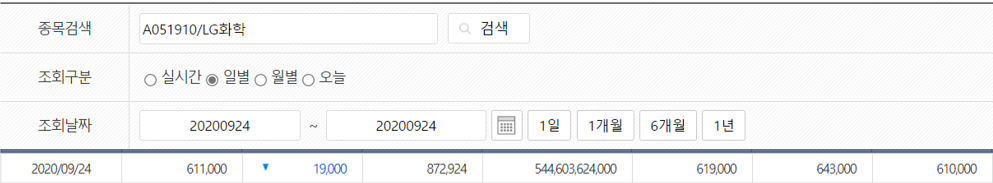 종목검색 A051910/LG화학 검색
조회구분 실시간 일별 월별 오늘
조회날짜 20200924 ~ 20200924 1일 1개월 6개월 1년
2020/09/24 611,000 ▼ 19,000 872,924 544,603,624,000 619,000 643,000 610,000